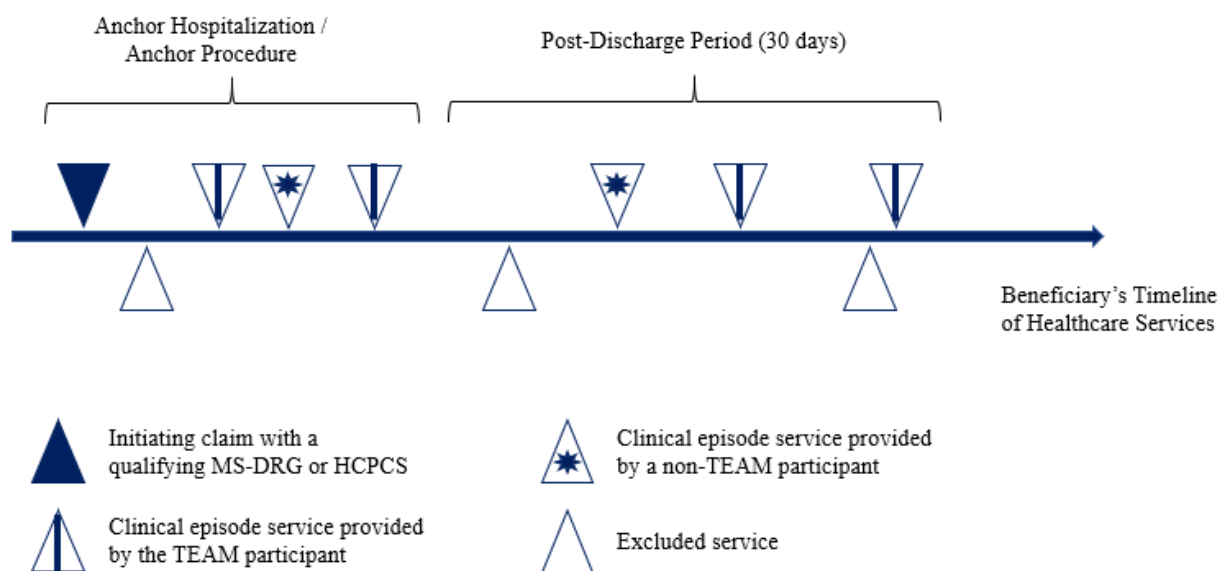 Anchor Hospitalization /
Anchor Procedure
Post-Discharge Period (30 days)
Beneficiary's Timeline
of Healthcare Services
Initiating claim with a
qualifying MS-DRG or HCPCS
Clinical episode service provided
by a non-TEAM participant
Clinical episode service provided
by the TEAM participant
Excluded service